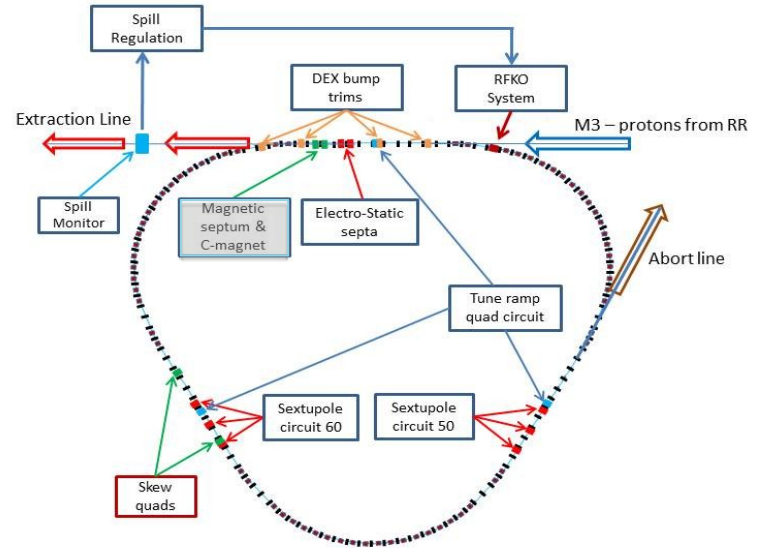 Spill
Regulation
DEX bump
trims
RFKO
System
Extraction Line
M3 – protons from RR
Spill
Monitor
Magnetic
septum &
C-magnet
Electro-Static
septa
Abort line
Tune ramp
quad circuit
Sextupole
circuit 60
Sextupole
circuit 50
Skew
quads